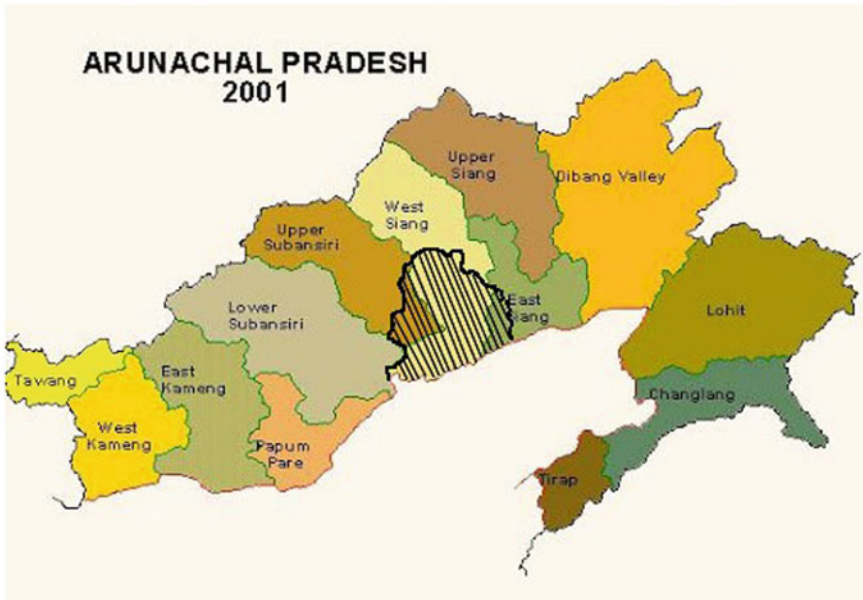 ARUNACHAL PRADESH
2001
Upper
Siang
Dibang Valley
West
Siang
Upper
Subansiri
East
Siang
Lower
Subansiri
Lohit
Tawang
East
Kameng
Changlang
West
Kameng
Papum
Pare
Tirap